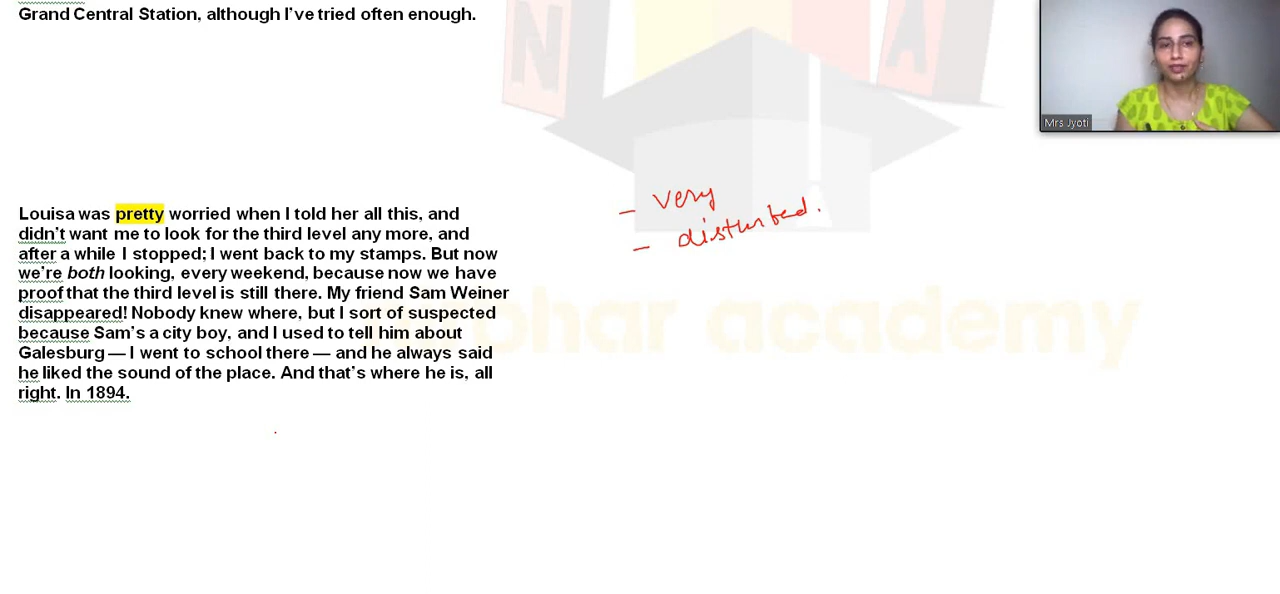 Grand Central Station, although I've tried often enough.
N
A
Mrs Jyoti
Louisa was pretty worried when I told her all this, and
didn't want me to look for the third level any more, and
after a while I stopped; I went back to my stamps. But now
we're both looking, every weekend, because now we have
proof that the third level is still there. My friend Sam Weiner
disappeared! Nobody knew where, but I sort of suspected
because Sam's a city boy, and I used to tell him about
Galesburg — I went to school there — and he always said
he liked the sound of the place. And that's where he is, all
right. In 1894.
- very
- disturbed.
academy